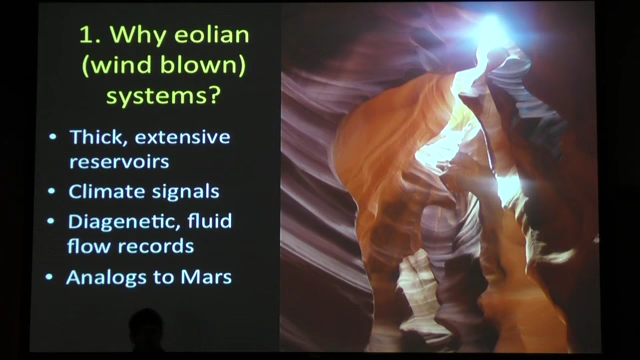 1. Why eolian
(wind blown)
systems?
• Thick, extensive
reservoirs
• Climate signals
• Diagenetic, fluid
flow records
• Analogs to Mars